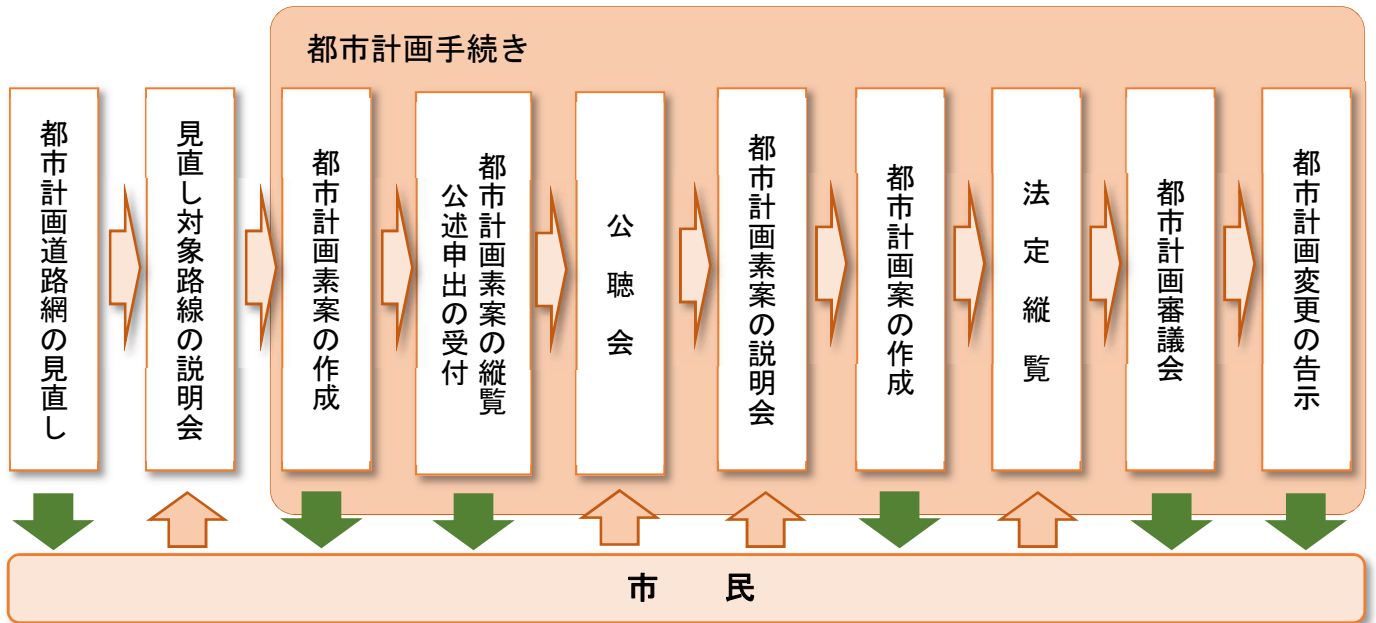 都市計画手続き
都市計画道路網の見直し
見直し対象路線の説明会
都市計画素案の作成
都市計画素案の縦覧
公述申出の受付
公聴会
都市計画素案の説明会
都市計画案の作成
法定縦覧
都市計画審議会
都市計画変更の告示
市　民